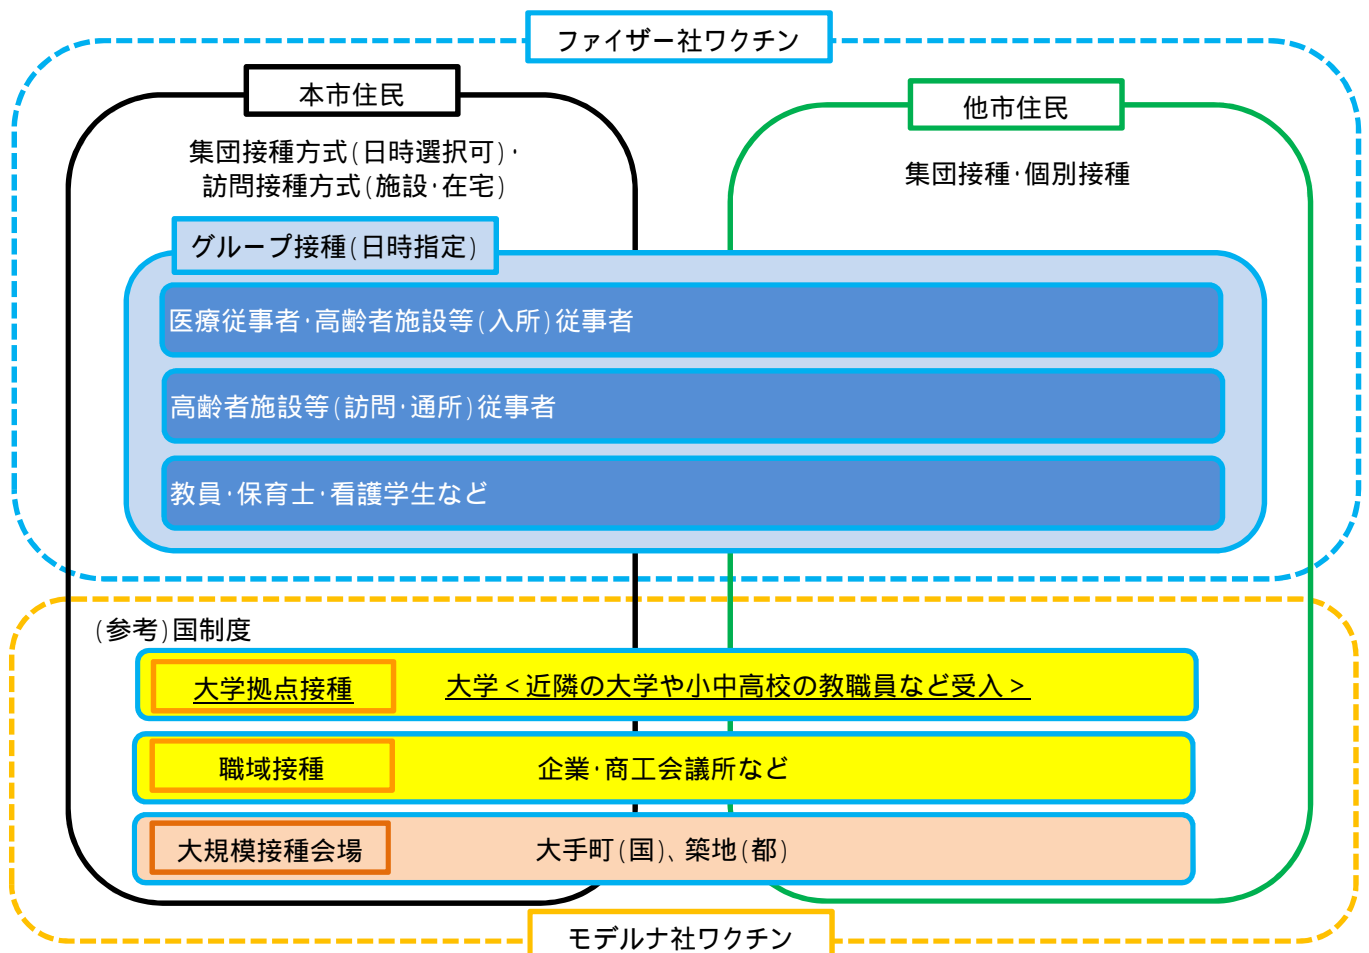 ファイザー社ワクチン
本市住民
他市住民
集団接種方式(日時選択可)・
訪問接種方式(施設・在宅)
集団接種・個別接種
グループ接種(日時指定)
医療従事者・高齢者施設等(入所)従事者
高齢者施設等(訪問・通所)従事者
教員・保育士・看護学生など
(参考)国制度
大学拠点接種 大学<近隣の大学や小中高校の教職員など受入>
職域接種 企業・商工会議所など
大規模接種会場 大手町(国)、築地(都)
モデルナ社ワクチン